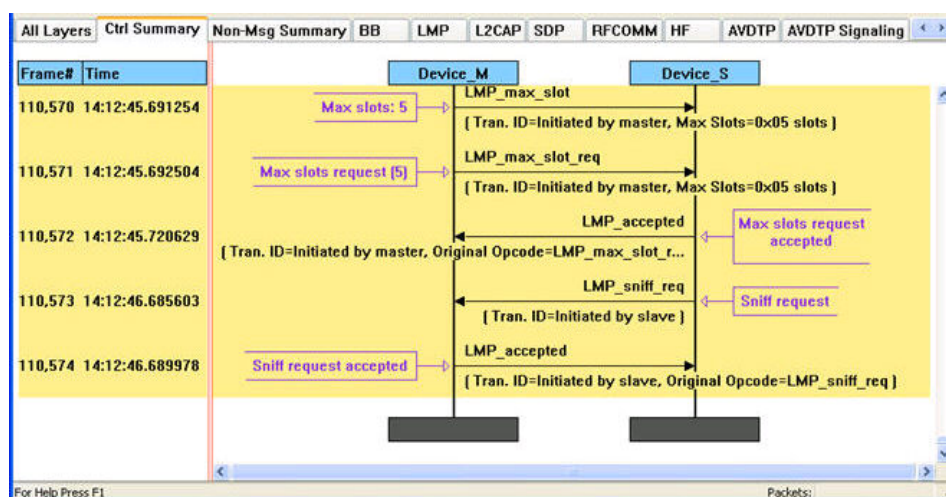 All Layers Ctrl Summary Non-Msg Summary BB LMP L2CAP SDP RFCOMM HF AVDTP AVDTP Signaling
Frame# Time Device_M Device_S
110,570 14:12:45.691254 Max slots: 5 LMP_max_slot
( Tran. ID=Initiated by master, Max Slots=0x05 slots )
110,571 14:12:45.692504 Max slots request (5) LMP_max_slot_req
( Tran. ID=Initiated by master, Max Slots=0x05 slots )
110,572 14:12:45.720629 LMP_accepted Max slots request
accepted
( Tran. ID=Initiated by master, Original Opcode=LMP_max_slot_r...
110,573 14:12:46.685603 LMP_sniff_req Sniff request
( Tran. ID=Initiated by slave )
110,574 14:12:46.689978 Sniff request accepted LMP_accepted
( Tran. ID=Initiated by slave, Original Opcode=LMP_sniff_req )
For Help Press F1 Packets: